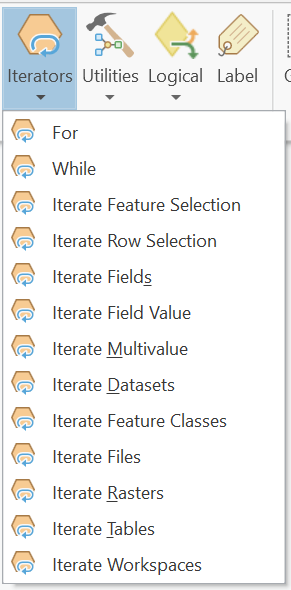 Iterators Utilities Logical Label
For
While
Iterate Feature Selection
Iterate Row Selection
Iterate Fields
Iterate Field Value
Iterate Multivalue
Iterate Datasets
Iterate Feature Classes
Iterate Files
Iterate Rasters
Iterate Tables
Iterate Workspaces